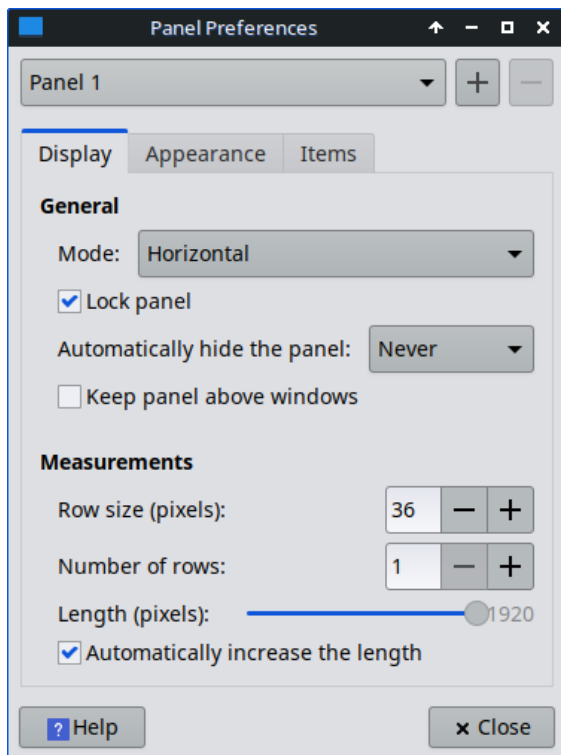 Panel Preferences
Panel 1
Display Appearance Items
General
Mode: Horizontal
Lock panel
Automatically hide the panel: Never
Keep panel above windows
Measurements
Row size (pixels): 36
Number of rows: 1
Length (pixels): 1920
Automatically increase the length
? Help
Close